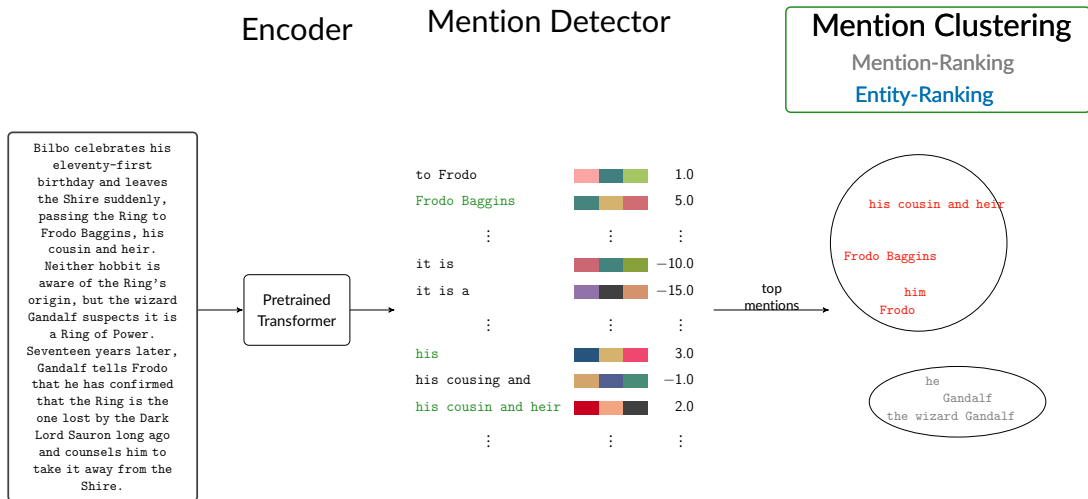 Encoder
Mention Detector
Mention Clustering
Mention-Ranking
Entity-Ranking
Bilbo celebrates his
eleventy-first
birthday and leaves
the Shire suddenly,
passing the Ring to
Frodo Baggins, his
cousin and heir.
Neither hobbit is
aware of the Ring's
origin, but the wizard
Gandalf suspects it is
a Ring of Power.
Seventeen years later,
Gandalf tells Frodo
that he has confirmed
that the Ring is the
one lost by the Dark
Lord Sauron long ago
and counsels him to
take it away from the
Shire.
Pretrained
Transformer
to Frodo 1.0
Frodo Baggins 5.0
⋮ ⋮ ⋮
it is −10.0
it is a −15.0
⋮ ⋮ ⋮
his 3.0
his cousing and −1.0
his cousin and heir 2.0
⋮ ⋮ ⋮
top
mentions
his cousin and heir
Frodo Baggins
him
Frodo
he
Gandalf
the wizard Gandalf